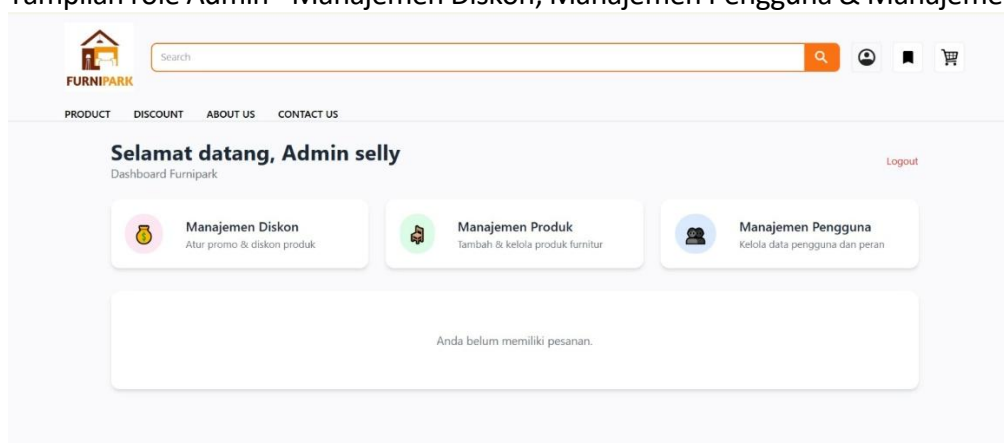 Tampilan role Admin - Manajemen Diskon, Manajemen Pengguna & Manajeme
Search
FURNIPARK
PRODUCT DISCOUNT ABOUT US CONTACT US
Selamat datang, Admin selly
Logout
Dashboard Furnipark
Manajemen Diskon
Atur promo & diskon produk
Manajemen Produk
Tambah & kelola produk furnitur
Manajemen Pengguna
Kelola data pengguna dan peran
Anda belum memiliki pesanan.